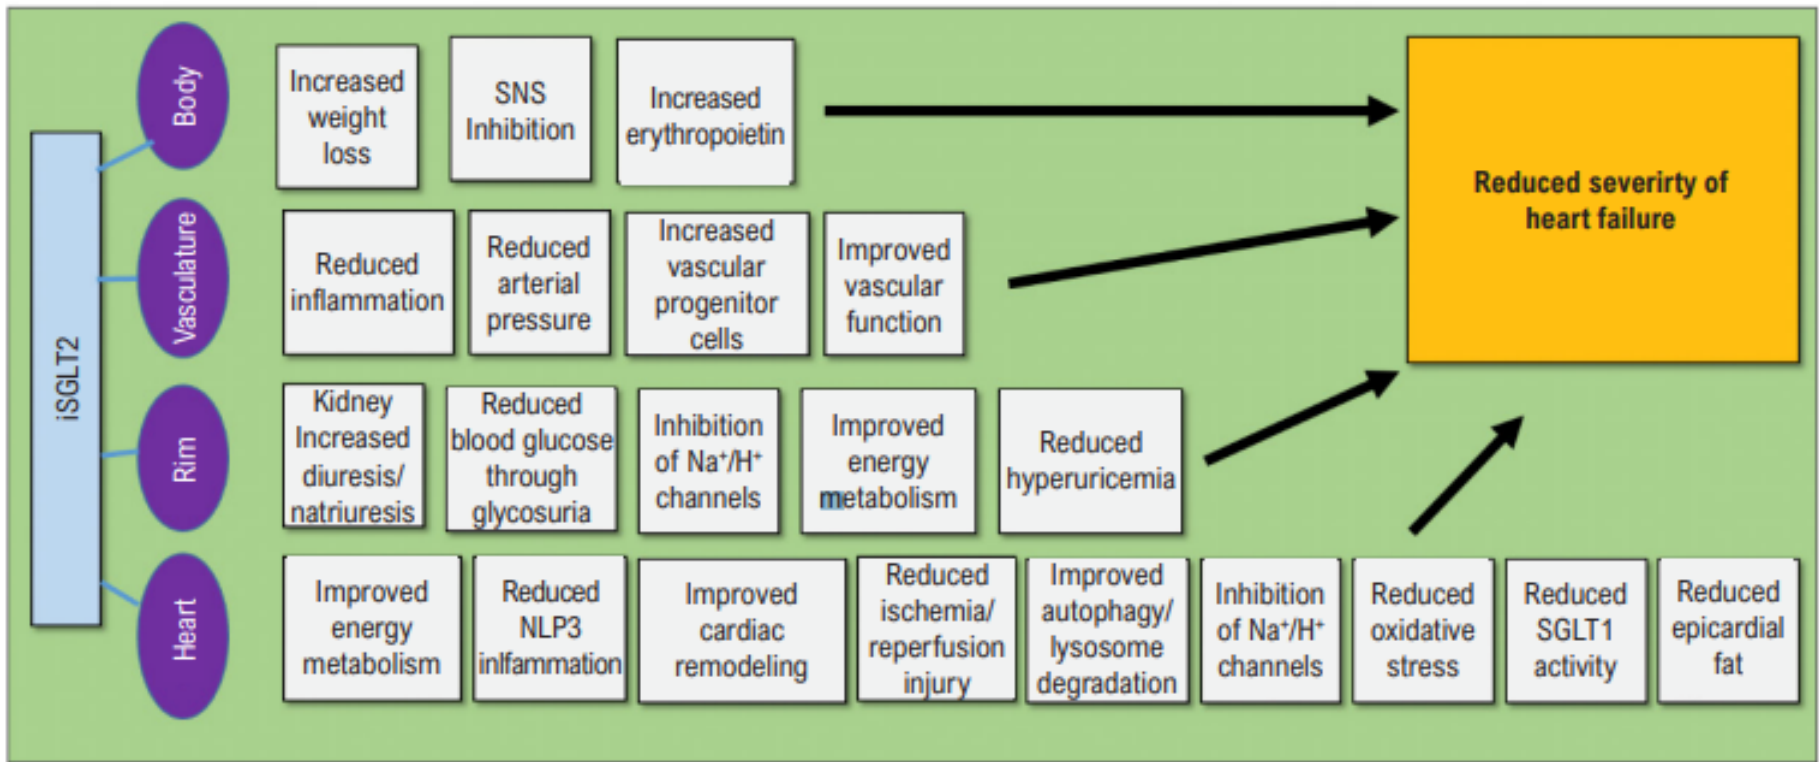 iSGLT2
Body
Increased
weight
loss
SNS
Inhibition
Increased
erythropoietin
Reduced severirty of
heart failure
Vasculature
Reduced
inflammation
Reduced
arterial
pressure
Increased
vascular
progenitor
cells
Improved
vascular
function
Rim
Kidney
Increased
diuresis/
natriuresis
Reduced
blood glucose
through
glycosuria
Inhibition
of Na⁺/H⁺
channels
Improved
energy
metabolism
Reduced
hyperuricemia
Heart
Improved
energy
metabolism
Reduced
NLP3
inlfammation
Improved
cardiac
remodeling
Reduced
ischemia/
reperfusion
injury
Improved
autophagy/
lysosome
degradation
Inhibition
of Na⁺/H⁺
channels
Reduced
oxidative
stress
Reduced
SGLT1
activity
Reduced
epicardial
fat